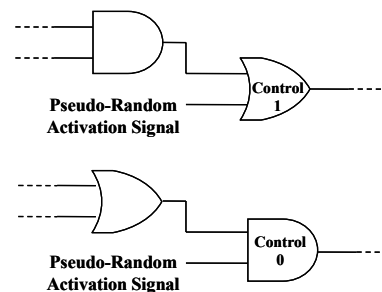 Control
1
Pseudo-Random
Activation Signal
Control
0
Pseudo-Random
Activation Signal